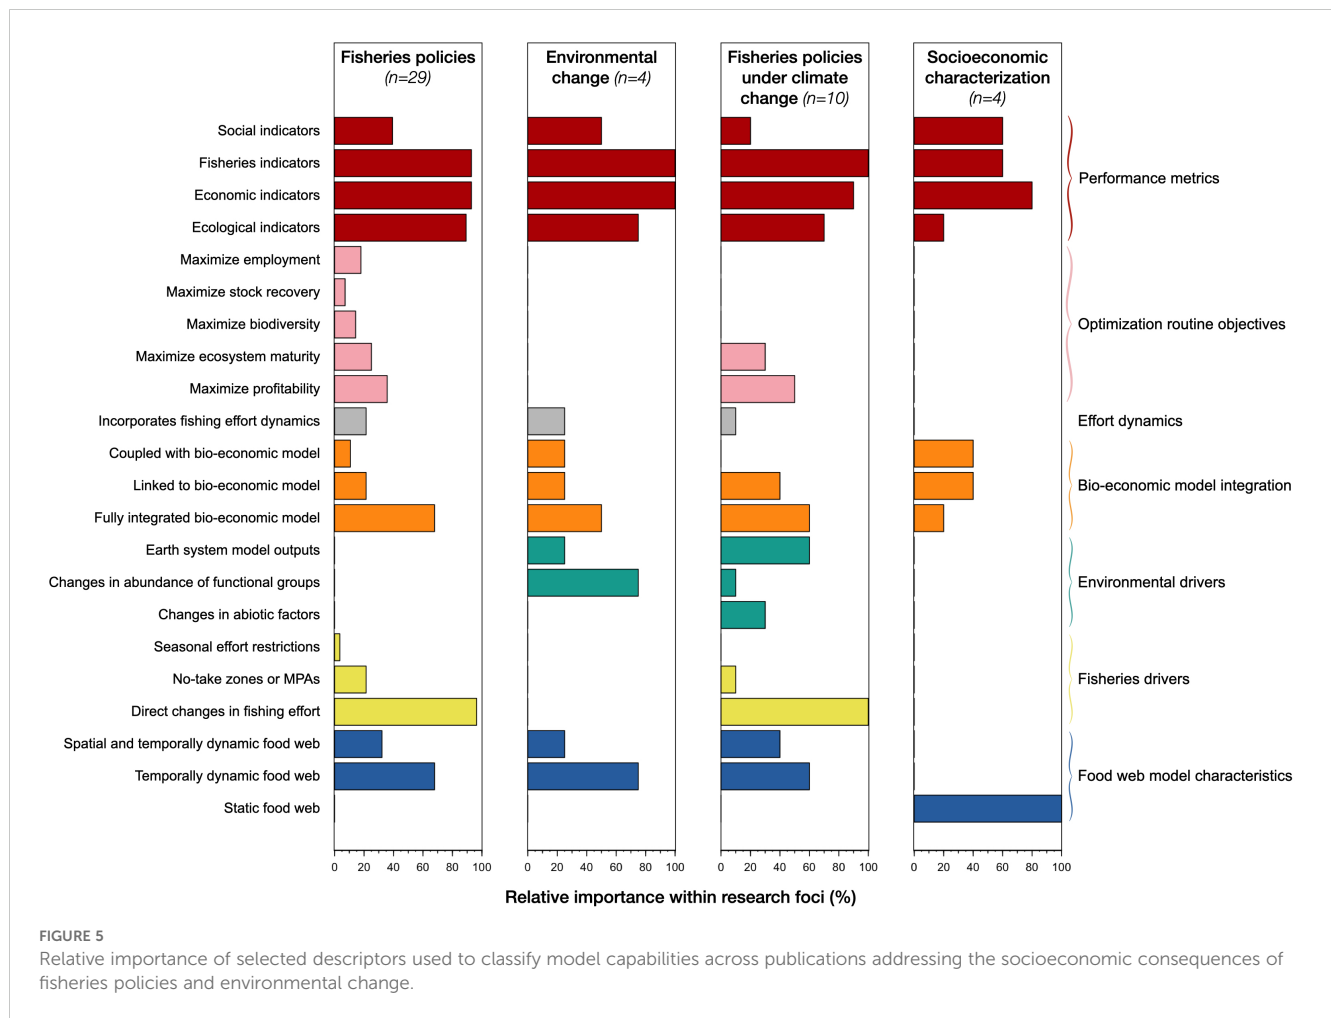 Fisheries policies
(n=29)
Environmental
change (n=4)
Fisheries policies
under climate
change (n=10)
Socioeconomic
characterization
(n=4)
Social indicators
Fisheries indicators
Economic indicators
Ecological indicators
Maximize employment
Maximize stock recovery
Maximize biodiversity
Maximize ecosystem maturity
Maximize profitability
Incorporates fishing effort dynamics
Coupled with bio-economic model
Linked to bio-economic model
Fully integrated bio-economic model
Earth system model outputs
Changes in abundance of functional groups
Changes in abiotic factors
Seasonal effort restrictions
No-take zones or MPAs
Direct changes in fishing effort
Spatial and temporally dynamic food web
Temporally dynamic food web
Static food web
Performance metrics
Optimization routine objectives
Effort dynamics
Bio-economic model integration
Environmental drivers
Fisheries drivers
Food web model characteristics
0 20 40 60 80 100
0 20 40 60 80 100
0 20 40 60 80 100
0 20 40 60 80 100
Relative importance within research foci (%)
FIGURE 5
Relative importance of selected descriptors used to classify model capabilities across publications addressing the socioeconomic consequences of
fisheries policies and environmental change.